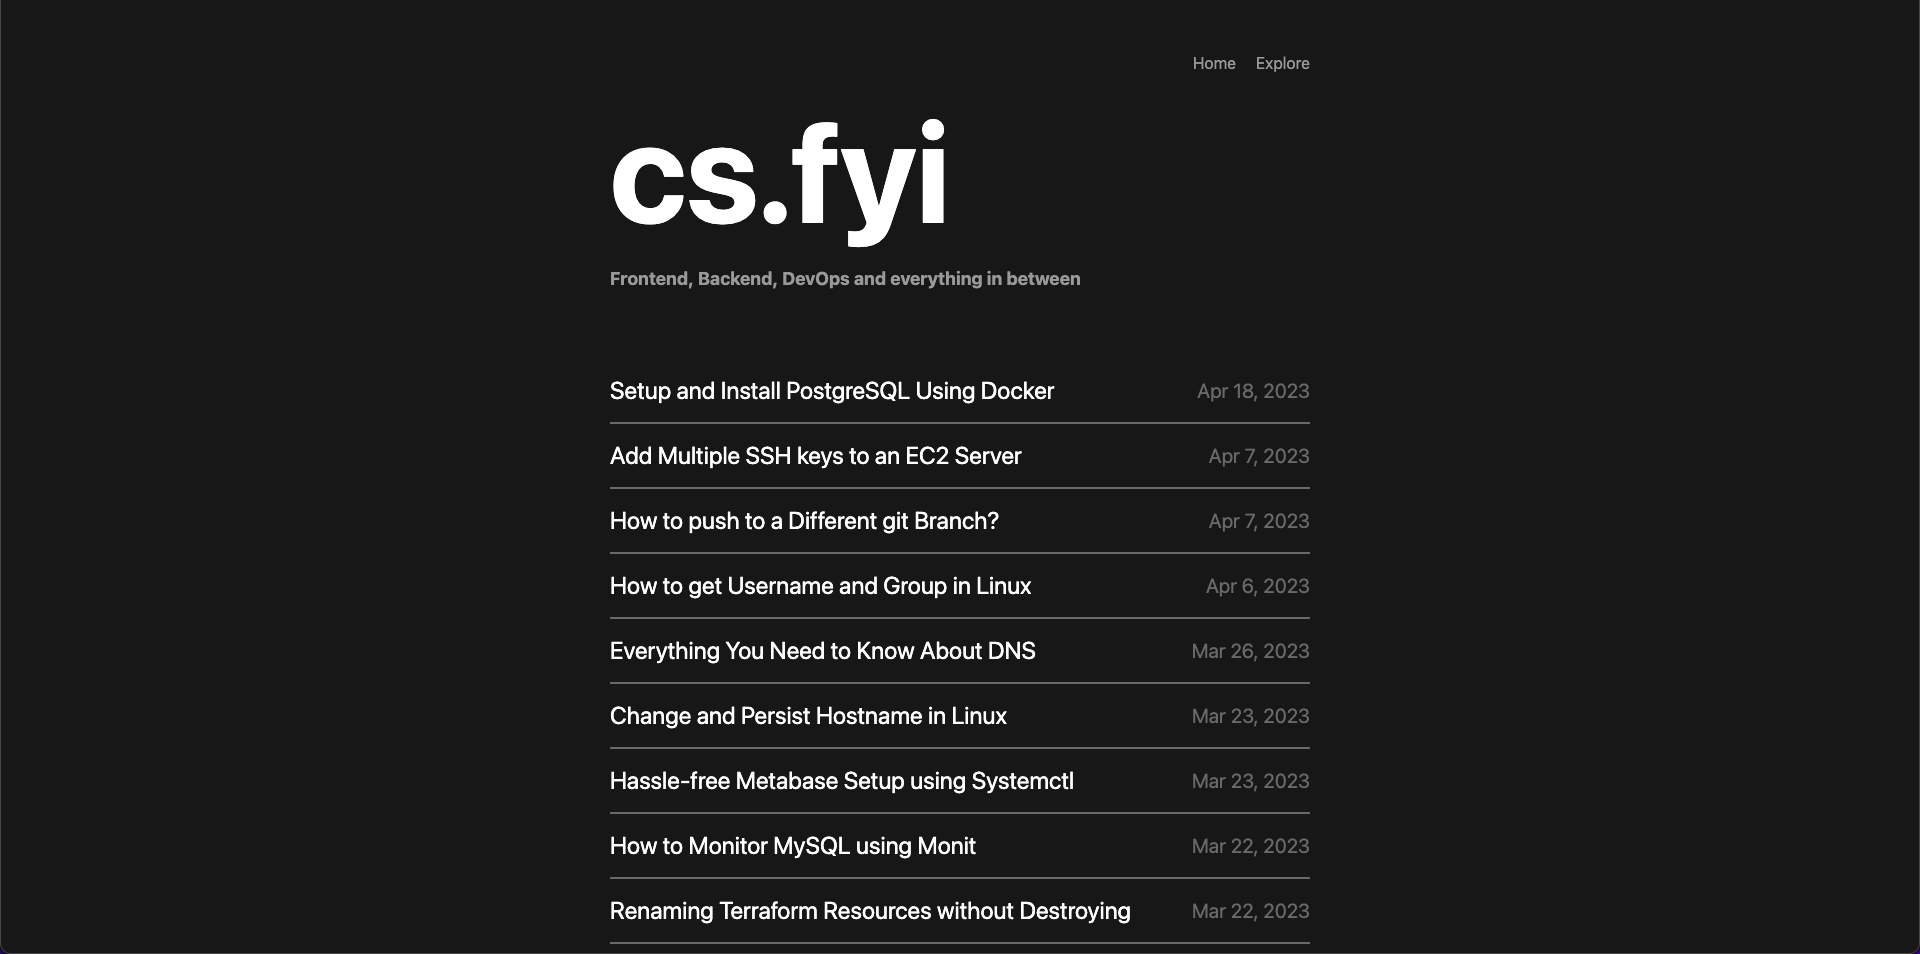 Home Explore
cs.fyi
Frontend, Backend, DevOps and everything in between
Setup and Install PostgreSQL Using Docker Apr 18, 2023
Add Multiple SSH keys to an EC2 Server Apr 7, 2023
How to push to a Different git Branch? Apr 7, 2023
How to get Username and Group in Linux Apr 6, 2023
Everything You Need to Know About DNS Mar 26, 2023
Change and Persist Hostname in Linux Mar 23, 2023
Hassle-free Metabase Setup using Systemctl Mar 23, 2023
How to Monitor MySQL using Monit Mar 22, 2023
Renaming Terraform Resources without Destroying Mar 22, 2023